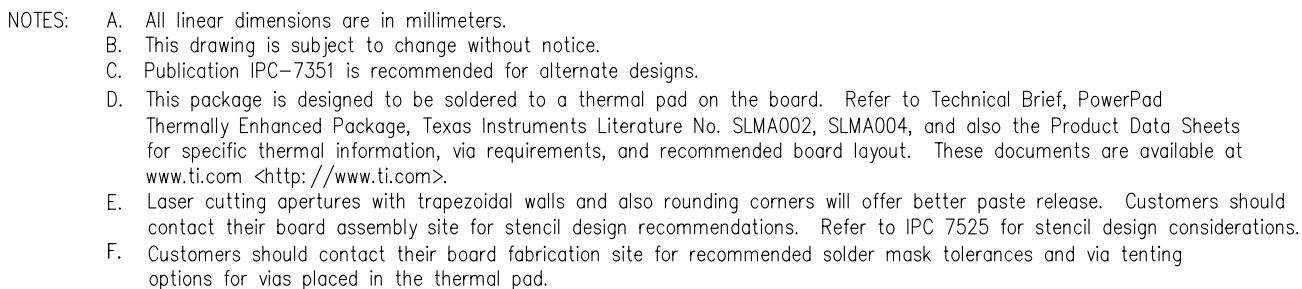 NOTES: A. All linear dimensions are in millimeters.
B. This drawing is subject to change without notice.
C. Publication IPC-7351 is recommended for alternate designs.
D. This package is designed to be soldered to a thermal pad on the board. Refer to Technical Brief, PowerPad
Thermally Enhanced Package, Texas Instruments Literature No. SLMA002, SLMA004, and also the Product Data Sheets
for specific thermal information, via requirements, and recommended board layout. These documents are available at
www.ti.com <http://www.ti.com>.
E. Laser cutting apertures with trapezoidal walls and also rounding corners will offer better paste release. Customers should
contact their board assembly site for stencil design recommendations. Refer to IPC 7525 for stencil design considerations.
F. Customers should contact their board fabrication site for recommended solder mask tolerances and via tenting
options for vias placed in the thermal pad.